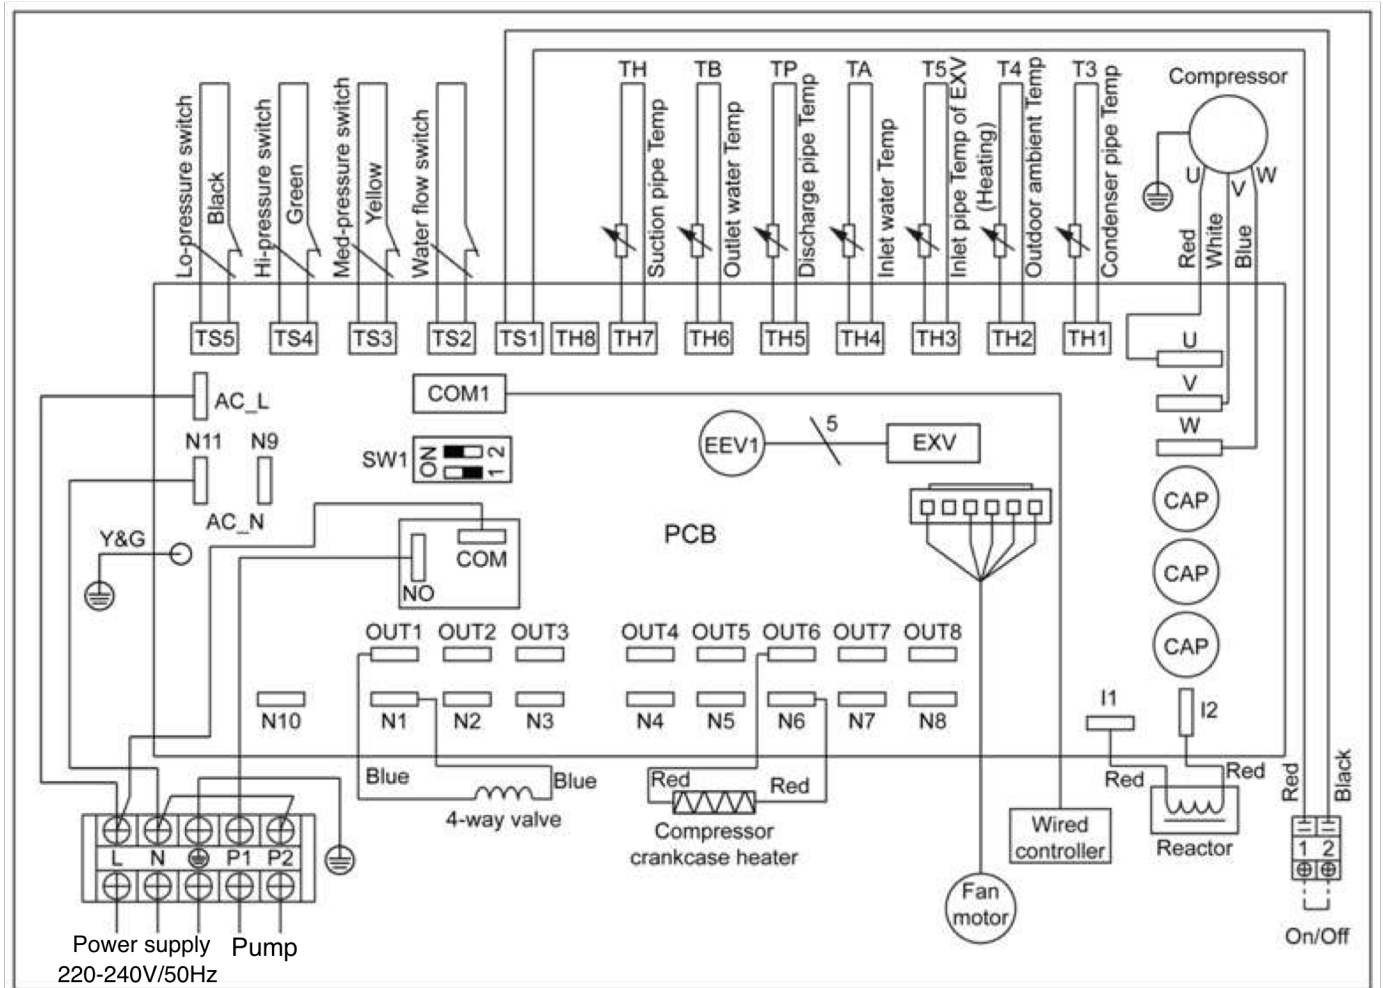 TH
TB
TP
TA
T5
T4
T3
Compressor
Lo-pressure switch
Black
Hi-pressure switch
Green
Med-pressure switch
Yellow
Water flow switch
Suction pipe Temp
Outlet water Temp
Discharge pipe Temp
Inlet water Temp
Inlet pipe Temp of EXV
(Heating)
Outdoor ambient Temp
Condenser pipe Temp
U
V
W
Red
White
Blue
TS5
TS4
TS3
TS2
TS1
TH8
TH7
TH6
TH5
TH4
TH3
TH2
TH1
U
V
W
AC_L
COM1
N11
N9
SW1
ON
1 2
EEV1
5
EXV
AC_N
Y&G
COM
NO
PCB
CAP
CAP
CAP
OUT1
OUT2
OUT3
OUT4
OUT5
OUT6
OUT7
OUT8
N10
N1
N2
N3
N4
N5
N6
N7
N8
I1
I2
Blue
Blue
4-way valve
Red
Red
Compressor
crankcase heater
Wired
controller
Red
Red
Reactor
Red
Black
1 2
On/Off
Fan
motor
L
N
P1
P2
Power supply
220-240V/50Hz
Pump